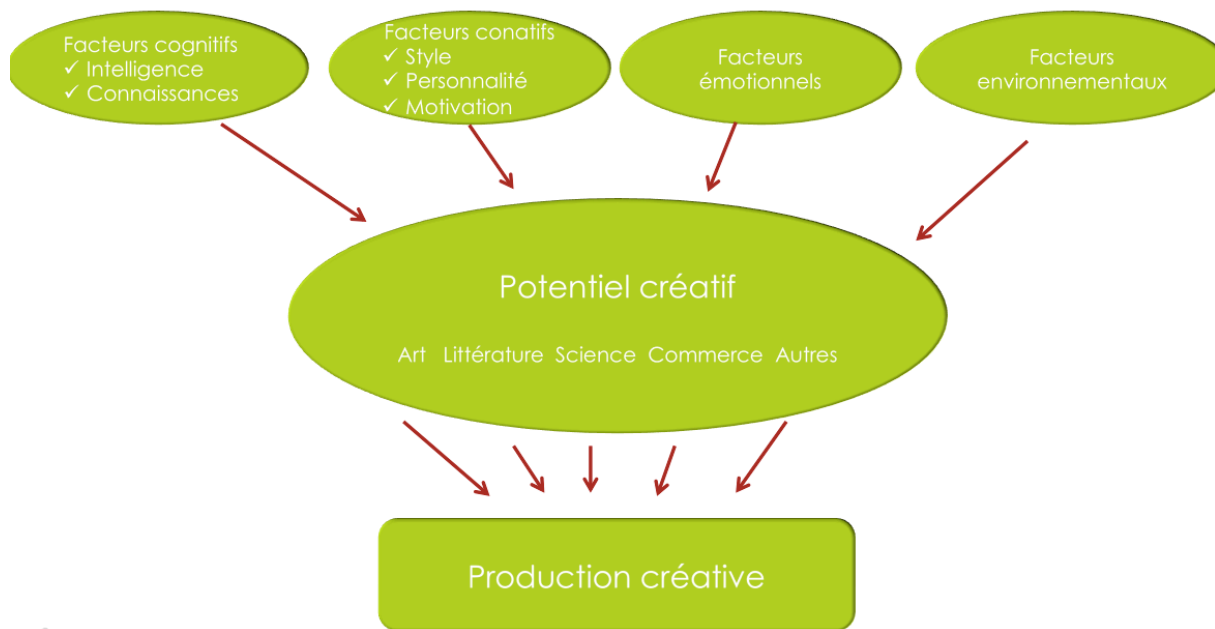 Facteurs cognitifs
✓ Intelligence
✓ Connaissances
Facteurs conatifs
✓ Style
✓ Personnalité
✓ Motivation
Facteurs
émotionnels
Facteurs
environnementaux
Potentiel créatif
Art Littérature Science Commerce Autres
Production créative